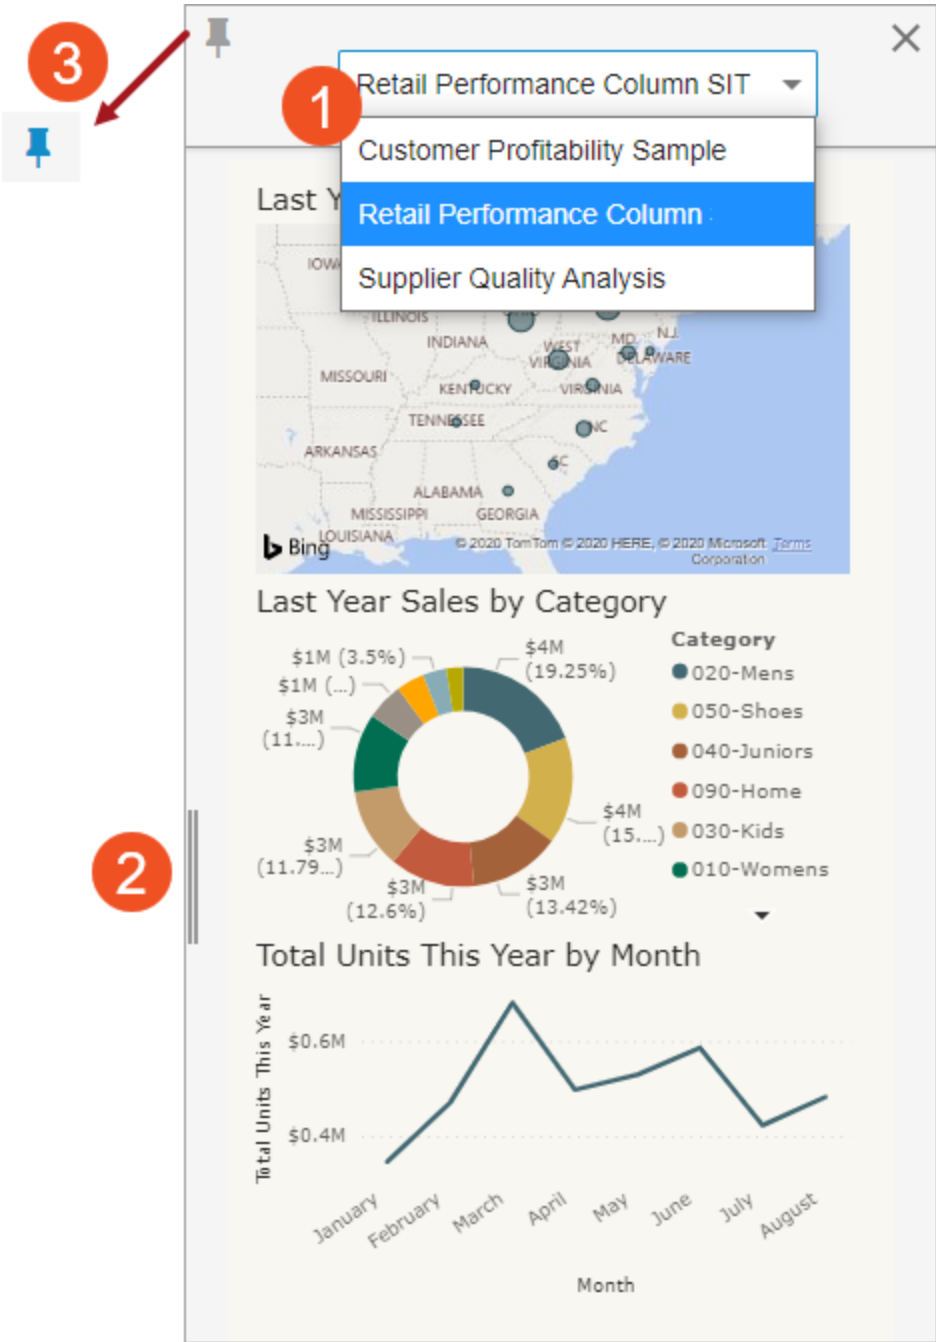 3
1
Retail Performance Column SIT
Customer Profitability Sample
Retail Performance Column
Supplier Quality Analysis
Last Y
IOW
ILLINOIS
INDIANA
WEST
VIRGINIA
MD
N.J.
DELAWARE
MISSOURI
KENTUCKY
VIRGINIA
TENNESSEE
NC
ARKANSAS
SC
ALABAMA
MISSISSIPPI
GEORGIA
LOUISIANA
Bing
© 2020 TomTom © 2020 HERE, © 2020 Microsoft Corporation
Terms
Last Year Sales by Category
$1M (3.5%)
$1M (...)
$3M
(11....)
$4M
(19.25%)
$4M
(15....)
$3M
(11.79...)
$3M
(12.6%)
$3M
(13.42%)
Category
020-Mens
050-Shoes
040-Juniors
090-Home
030-Kids
010-Womens
2
Total Units This Year by Month
Total Units This Year
$0.6M
$0.4M
January
February
March
April
May
June
July
August
Month